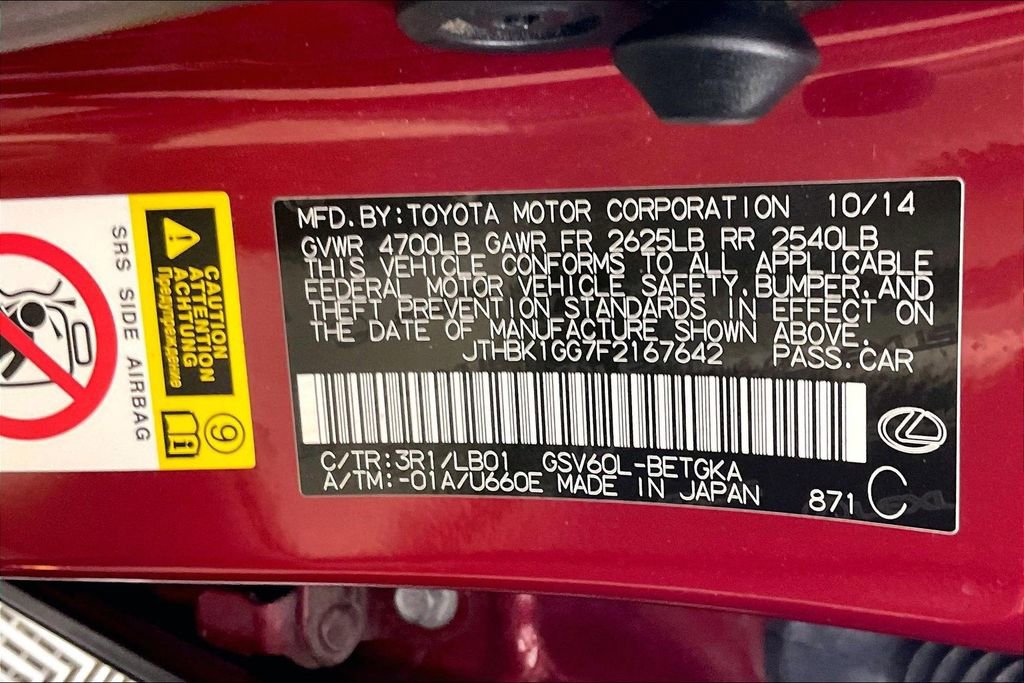 MFD.BY:TOYOTA MOTOR CORPORATION 10/14
GVWR 4700LB GAWR FR 2625LB RR 2540LB
THIS VEHICLE CONFORMS TO ALL APPLICABLE
FEDERAL MOTOR VEHICLE SAFETY,BUMPER,AND
THEFT PREVENTION STANDARDS IN EFFECT ON
THE DATE OF MANUFACTURE SHOWN ABOVE.
JTHBK1GG7F2167642 PASS.CAR
C/TR:3R1/LB01 GSV60L-BETGKA
A/TM:-01A/U660E MADE IN JAPAN 871 C
SRS SIDE AIRBAG
CAUTION
ATTENTION
ACHTUNG
Предупреждение
9